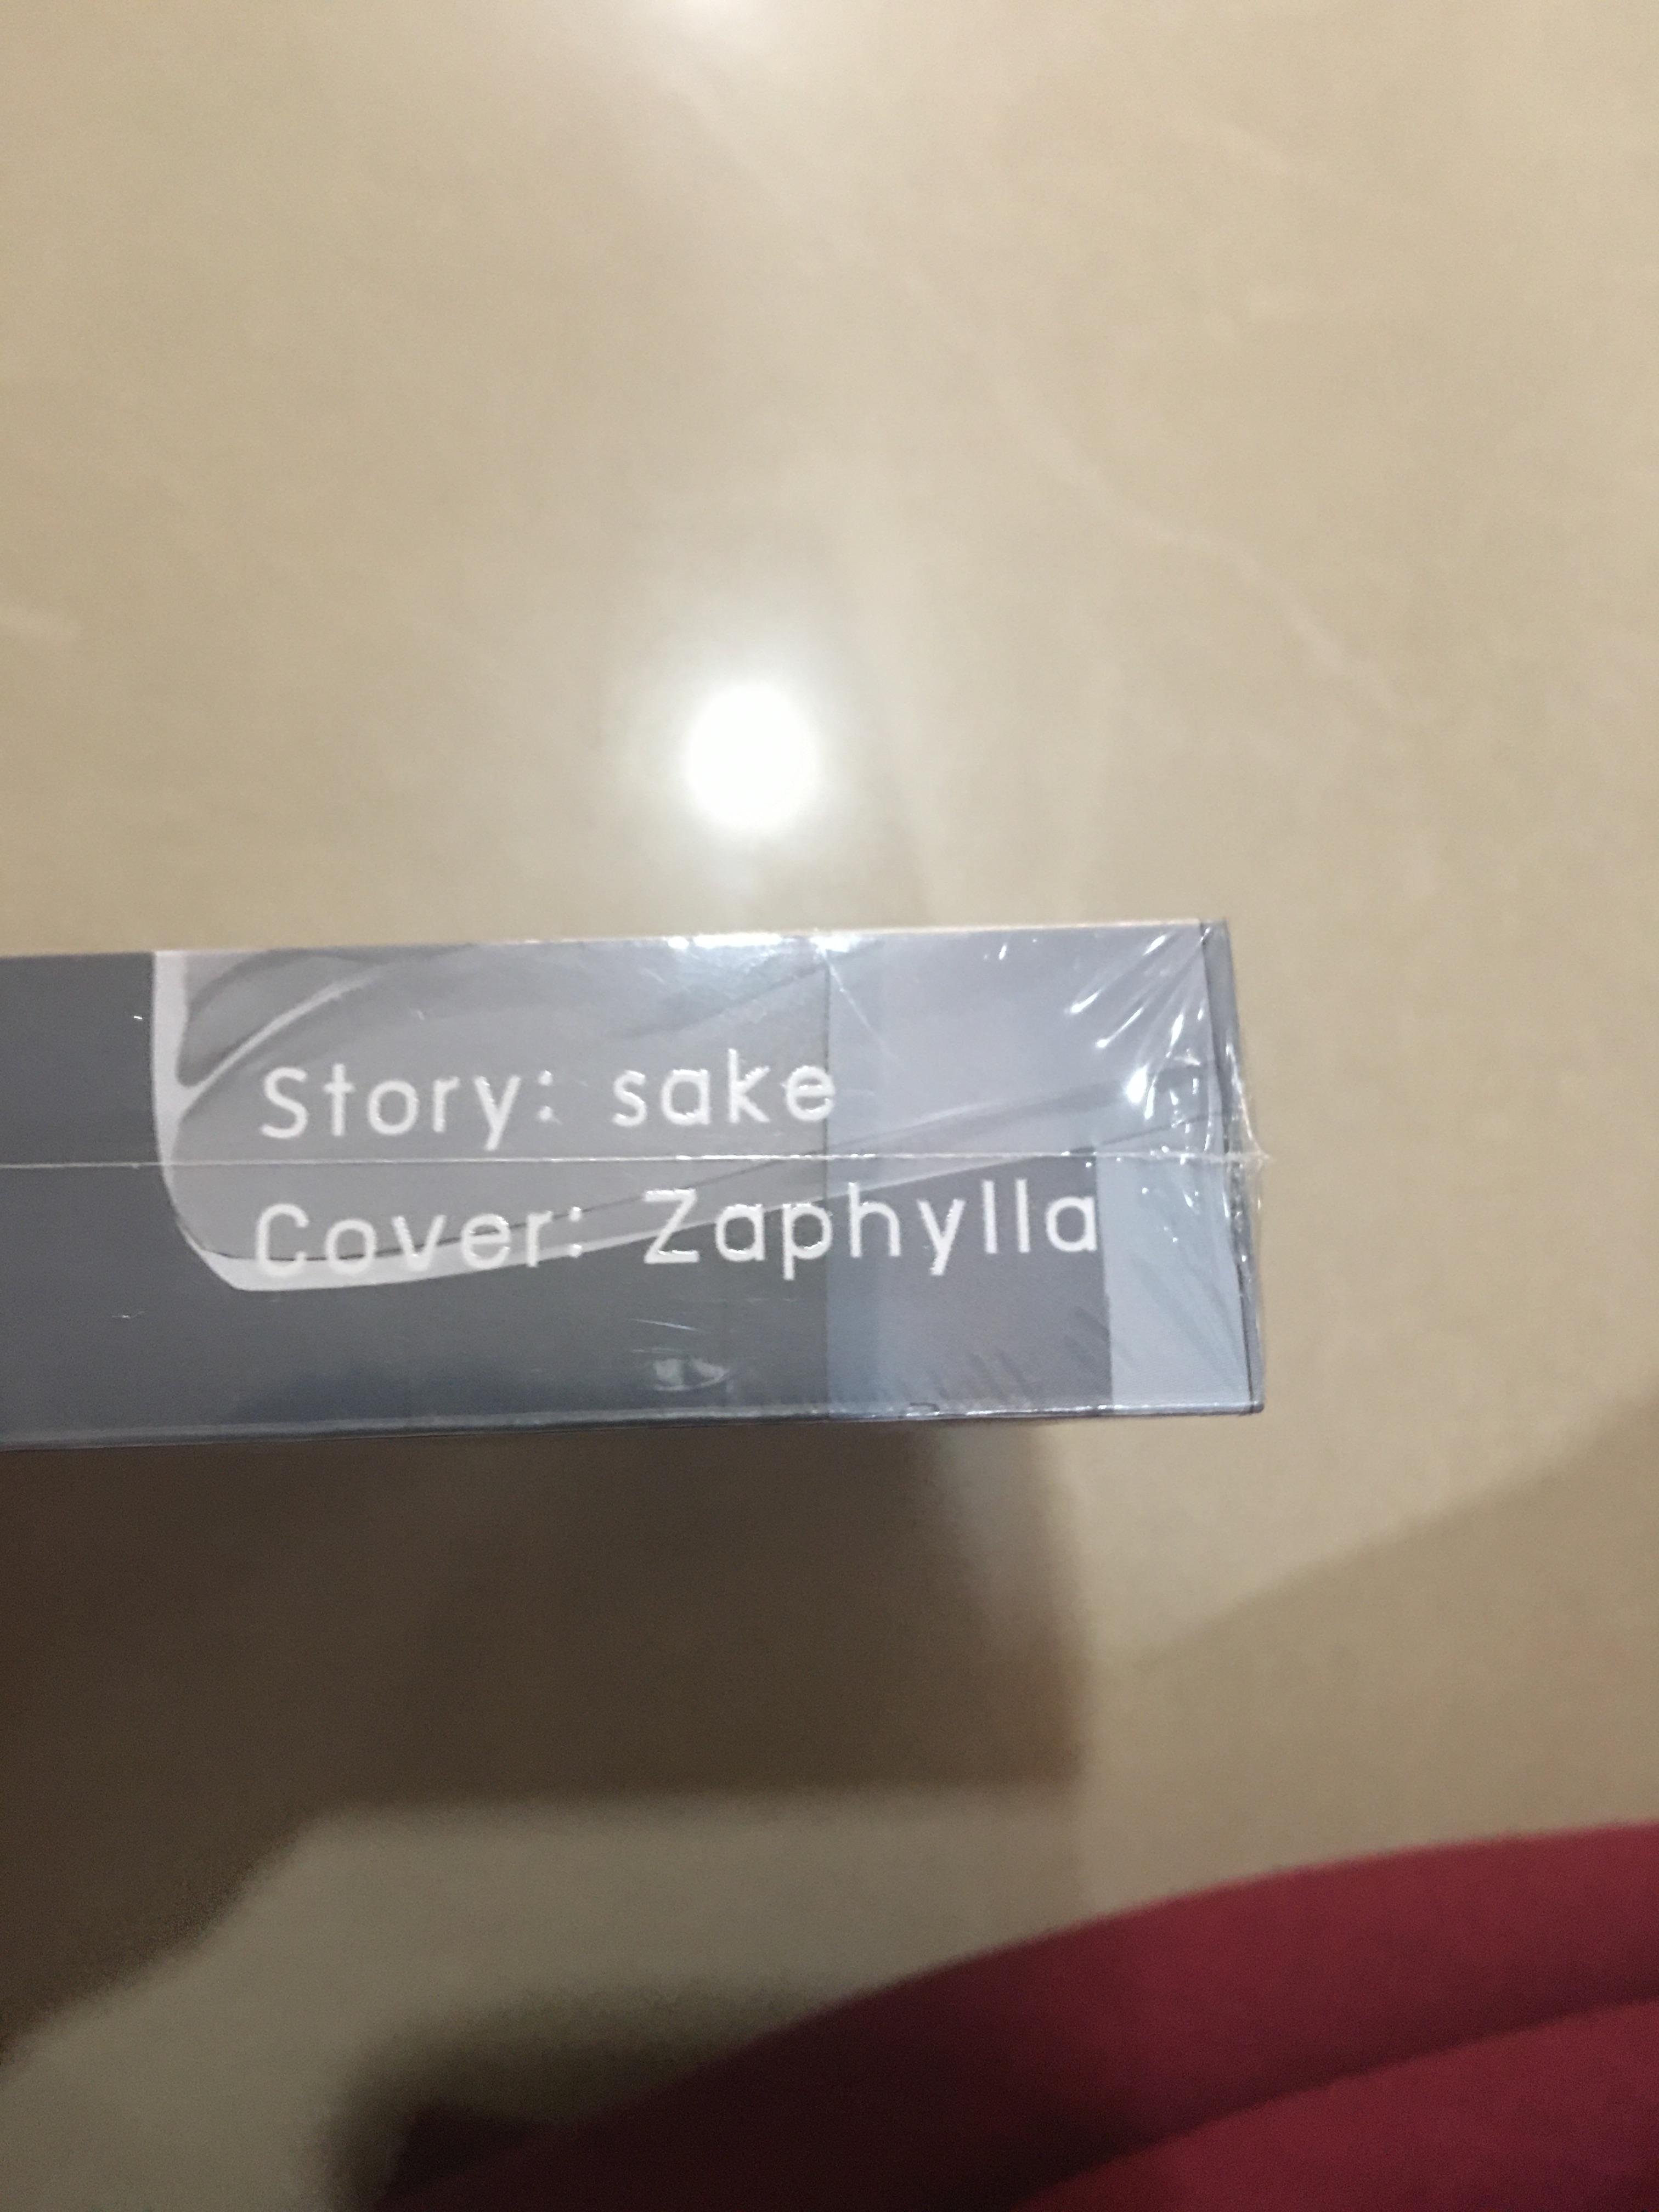 Story: sake
Cover: Zaphylla